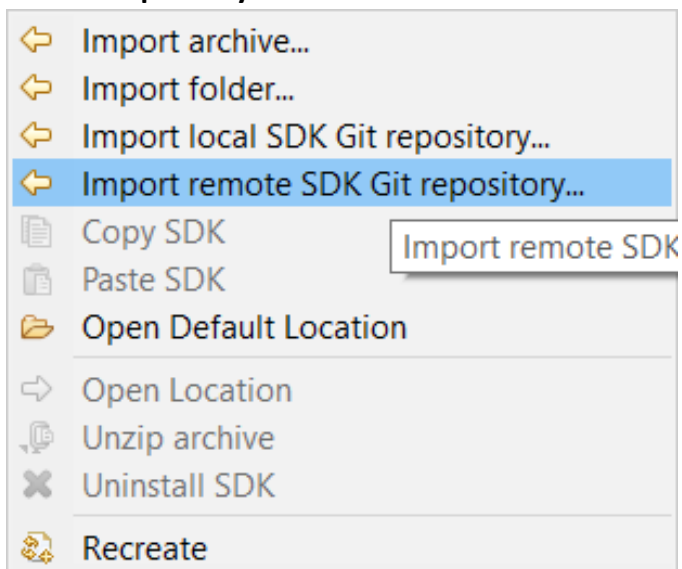 Import archive...
Import folder...
Import local SDK Git repository...
Import remote SDK Git repository...
Copy SDK
Import remote SDK
Paste SDK
Open Default Location
Open Location
Unzip archive
Uninstall SDK
Recreate